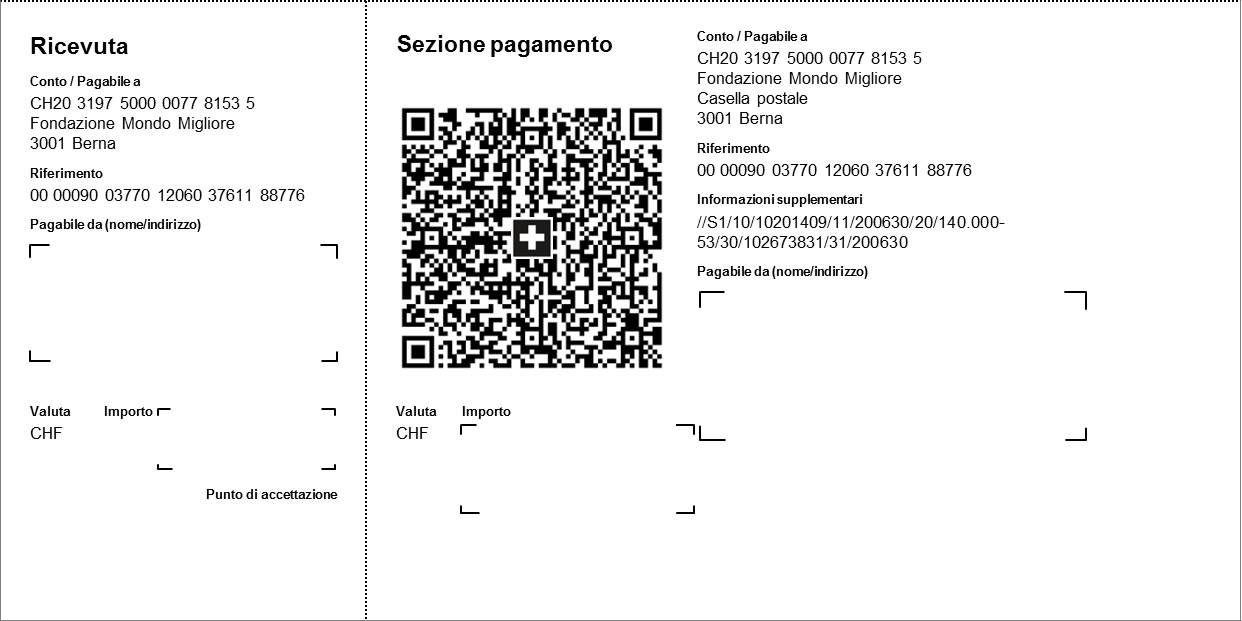 Ricevuta
Conto / Pagabile a
CH20 3197 5000 0077 8153 5
Fondazione Mondo Migliore
3001 Berna
Riferimento
00 00090 03770 12060 37611 88776
Pagabile da (nome/indirizzo)
Valuta Importo
CHF
Punto di accettazione
Sezione pagamento
Valuta Importo
CHF
Conto / Pagabile a
CH20 3197 5000 0077 8153 5
Fondazione Mondo Migliore
Casella postale
3001 Berna
Riferimento
00 00090 03770 12060 37611 88776
Informazioni supplementari
//S1/10/10201409/11/200630/20/140.000-
53/30/102673831/31/200630
Pagabile da (nome/indirizzo)